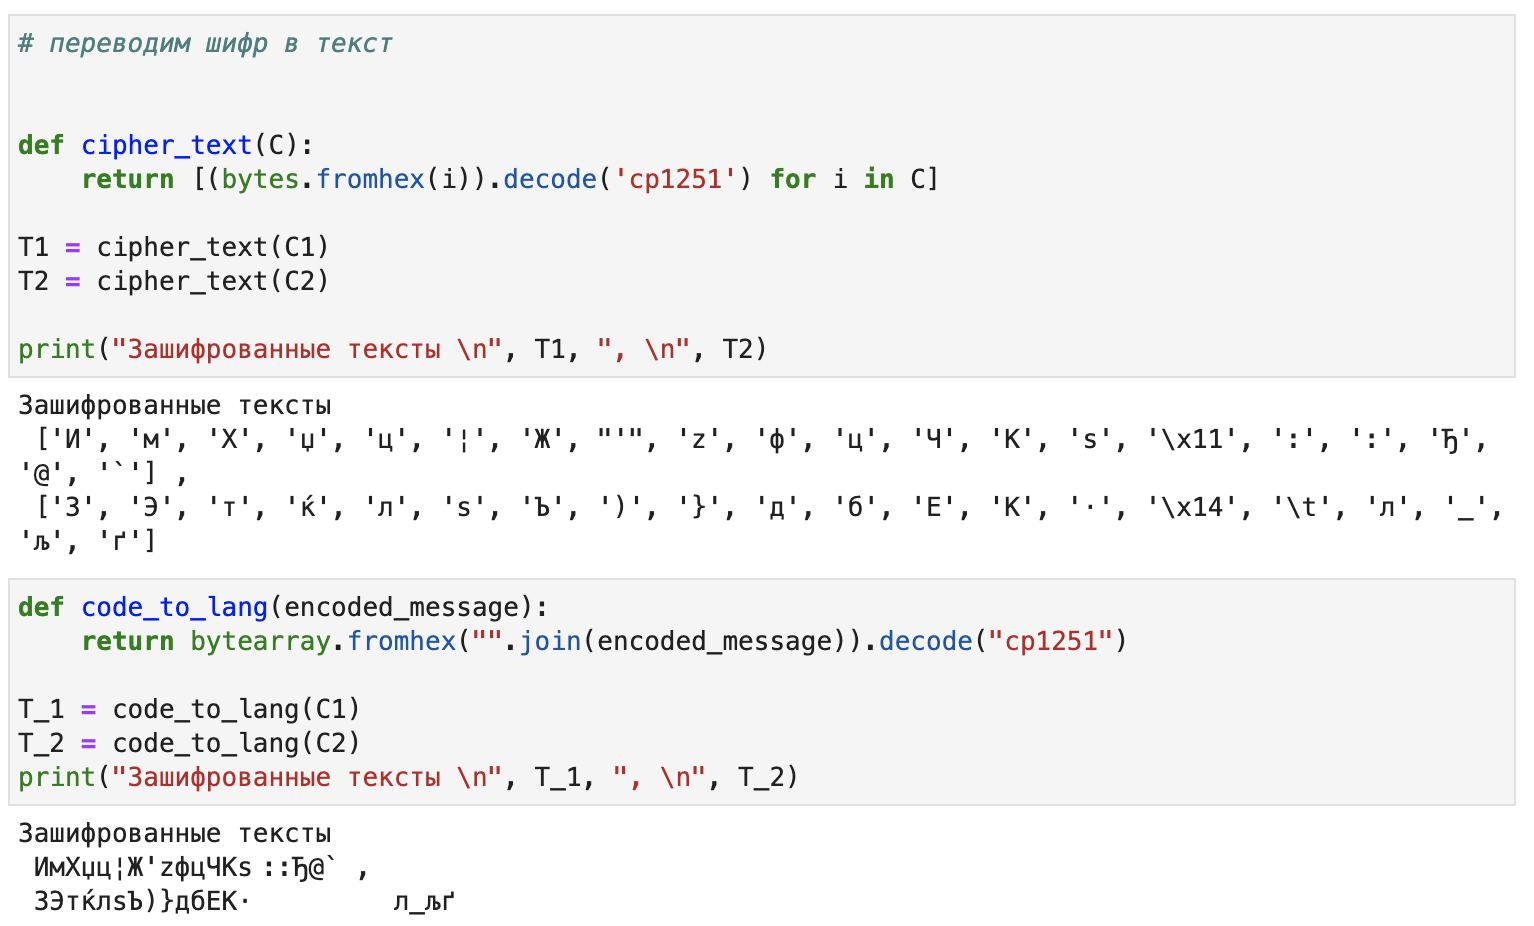 # переводим шифр в текст
def cipher_text(C):
    return [(bytes.fromhex(i)).decode('cp1251') for i in C]
T1 = cipher_text(C1)
T2 = cipher_text(C2)
print("Зашифрованные тексты \n", T1, ", \n", T2)
Зашифрованные тексты
 ['И', 'м', 'Х', 'џ', 'ц', '¦', 'Ж', "'", 'z', 'ф', 'ц', 'Ч', 'К', 's', '\x11', ':', ':', 'Ђ',
'@', '`'] ,
 ['З', 'Э', 'т', 'ќ', 'л', 's', 'Ъ', ')', '}', 'д', 'б', 'Е', 'К', '·', '\x14', '\t', 'л', '_',
'љ', 'ґ']
def code_to_lang(encoded_message):
    return bytearray.fromhex("".join(encoded_message)).decode("cp1251")
T_1 = code_to_lang(C1)
T_2 = code_to_lang(C2)
print("Зашифрованные тексты \n", T_1, ", \n", T_2)
Зашифрованные тексты
 ИмХџц¦Ж'zфцЧКs ::Ђ@` ,
 ЗЭтќлsЪ)}дбЕК·         л_љґ